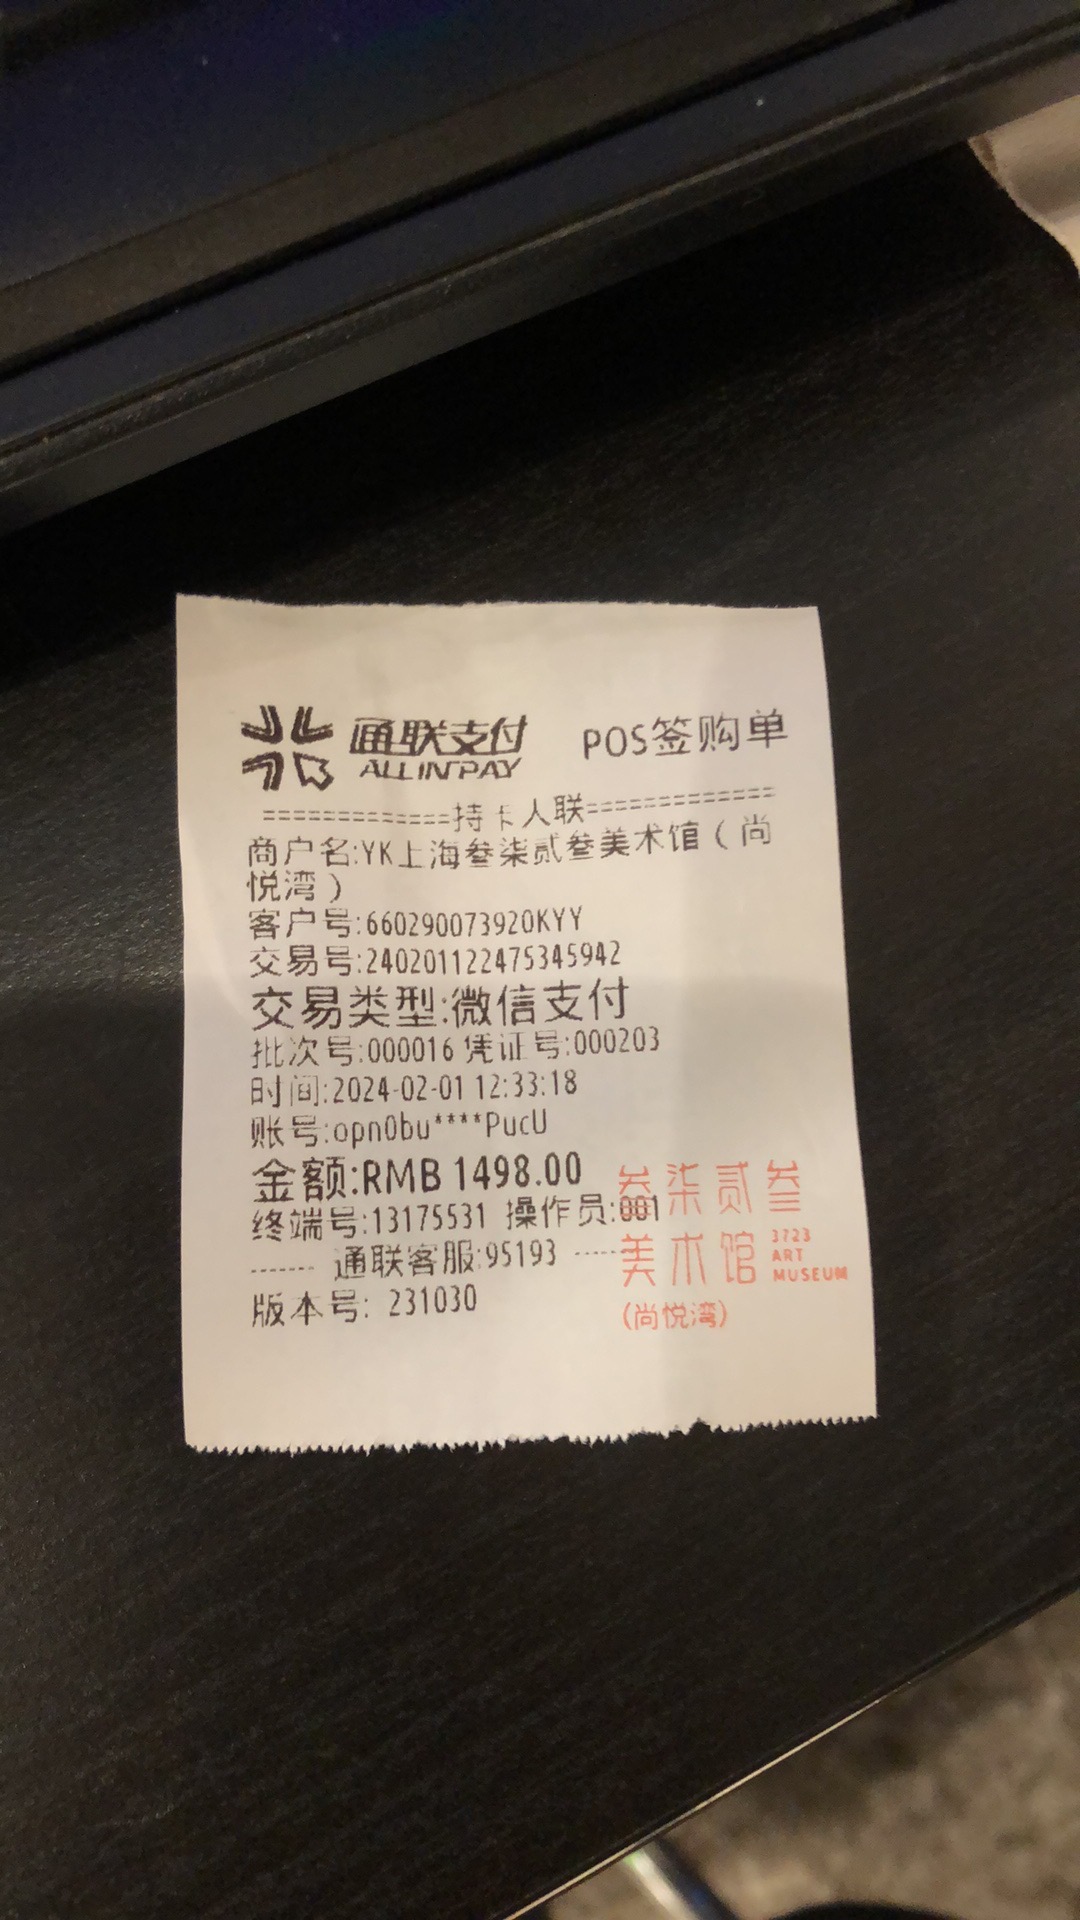 通联支付 POS签购单
ALLINPAY
============持卡人联=============
商户名:YK上海叁柒贰叁美术馆（尚
悦湾）
客户号:660290073920KYY
交易号:240201122475345942
交易类型:微信支付
批次号:000016 凭证号:000203
时间:2024-02-01 12:33:18
账号:opn0bu****PucU
金额:RMB 1498.00
终端号:13175531 操作员:001
------- 通联客服:95193 -----
版本号: 231030
叁柒贰叁
美术馆 3723 ART MUSEUM
(尚悦湾)